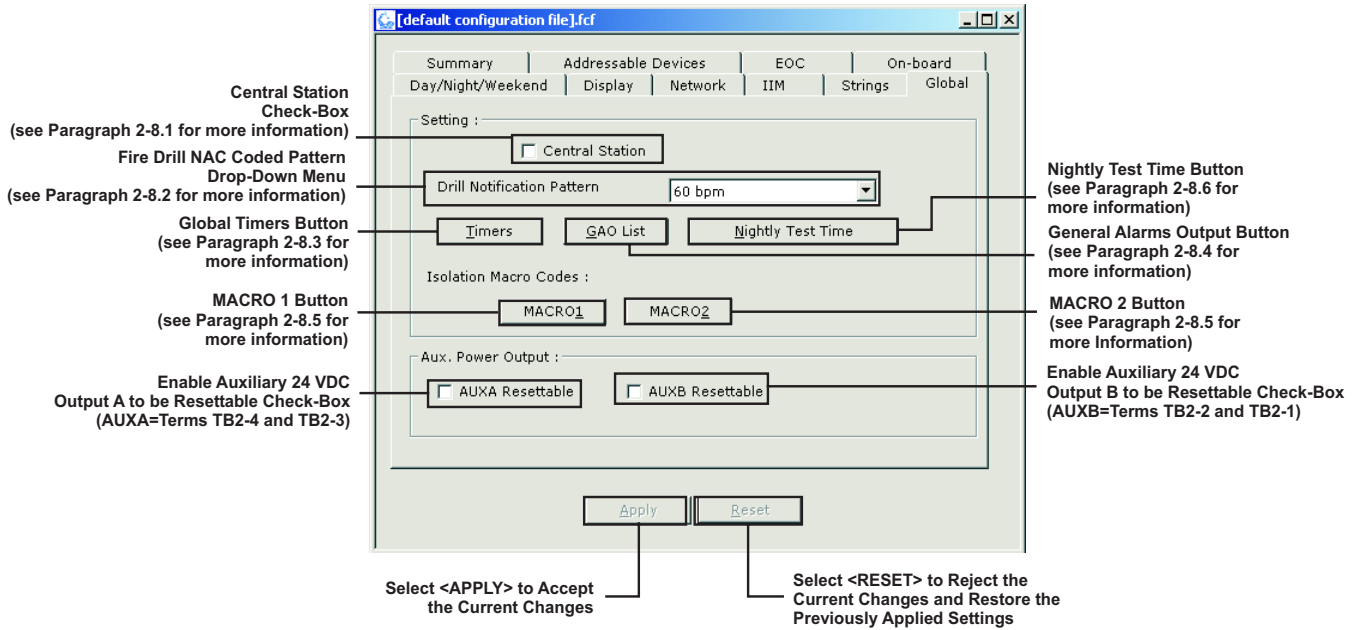 [default configuration file].fcf
Summary
Addressable Devices
EOC
On-board
Day/Night/Weekend
Display
Network
IIM
Strings
Global
Central Station
Check-Box
(see Paragraph 2-8.1 for more information)
Setting :
Central Station
Fire Drill NAC Coded Pattern
Drop-Down Menu
(see Paragraph 2-8.2 for more information)
Drill Notification Pattern
60 bpm
Nightly Test Time Button
(see Paragraph 2-8.6 for
more information)
Global Timers Button
(see Paragraph 2-8.3 for
more information)
Timers
GAO List
Nightly Test Time
General Alarms Output Button
(see Paragraph 2-8.4 for
more information)
Isolation Macro Codes :
MACRO 1 Button
(see Paragraph 2-8.5 for
more information)
MACRO1
MACRO2
MACRO 2 Button
(see Paragraph 2-8.5 for
more Information)
Aux. Power Output :
Enable Auxiliary 24 VDC
Output A to be Resettable Check-Box
(AUXA=Terms TB2-4 and TB2-3)
AUXA Resettable
AUXB Resettable
Enable Auxiliary 24 VDC
Output B to be Resettable Check-Box
(AUXB=Terms TB2-2 and TB2-1)
Apply
Reset
Select <APPLY> to Accept
the Current Changes
Select <RESET> to Reject the
Current Changes and Restore the
Previously Applied Settings